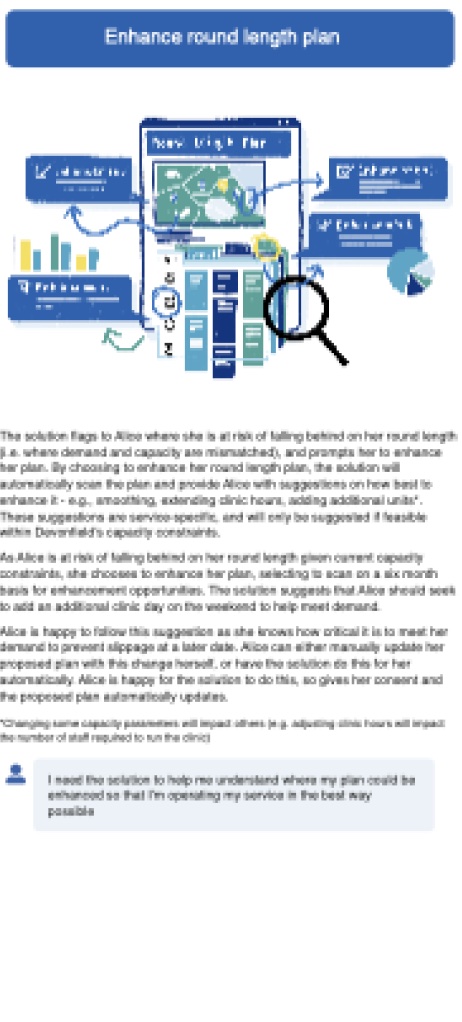 Enhance round length plan
Round Length Plan
The solution flags to Alice where she is at risk of falling behind on her round length
(i.e. where demand and capacity are mismatched), and prompts her to enhance
her plan. By choosing to enhance her round length plan, the solution will
automatically scan the plan and provide Alice with suggestions on how best to
enhance it - e.g., smoothing, extending clinic hours, adding additional units*.
These suggestions are service-specific, and will only be suggested if feasible
within Devonfield's capacity constraints.
As Alice is at risk of falling behind on her round length given current capacity
constraints, she chooses to enhance her plan, selecting to scan on a six month
basis for enhancement opportunities. The solution suggests that Alice should seek
to add an additional clinic day on the weekend to help meet demand.
Alice is happy to follow this suggestion as she knows how critical it is to meet her
demand to prevent slippage at a later date. Alice can either manually update her
proposed plan with this change herself, or have the solution do this for her
automatically. Alice is happy for the solution to do this, so gives her consent and
the proposed plan automatically updates.
*Changing some capacity parameters will impact others (e.g. adjusting clinic hours will impact
the number of staff required to run the clinic)
I need the solution to help me understand where my plan could be
enhanced so that I'm operating my service in the best way
possible